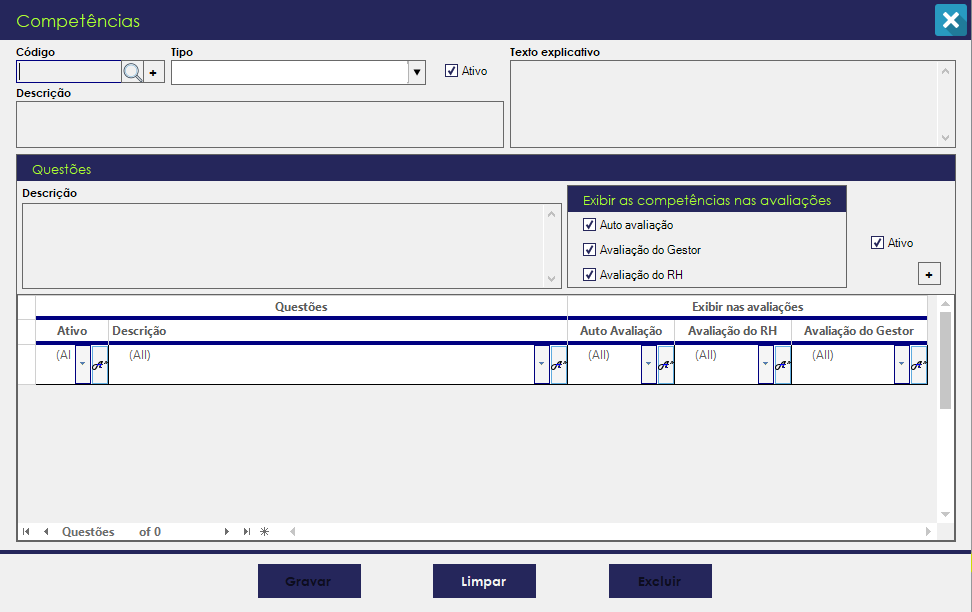 Competências
Código
Tipo
Ativo
Texto explicativo
+
Descrição
Questões
Descrição
Exibir as competências nas avaliações
Auto avaliação
Avaliação do Gestor
Avaliação do RH
Ativo
+
Questões Exibir nas avaliações
Ativo Descrição Auto Avaliação Avaliação do RH Avaliação do Gestor
(Al (All) (All) (All) (All)
Questões of 0
Gravar Limpar Excluir